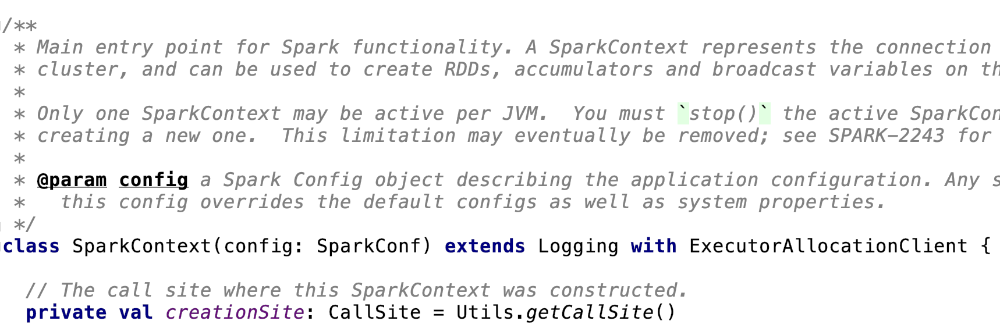 /**
* Main entry point for Spark functionality. A SparkContext represents the connection
* cluster, and can be used to create RDDs, accumulators and broadcast variables on th
*
* Only one SparkContext may be active per JVM.  You must `stop()` the active SparkCon
* creating a new one.  This limitation may eventually be removed; see SPARK-2243 for
*
* @param config a Spark Config object describing the application configuration. Any s
*   this config overrides the default configs as well as system properties.
*/
class SparkContext(config: SparkConf) extends Logging with ExecutorAllocationClient {
// The call site where this SparkContext was constructed.
private val creationSite: CallSite = Utils.getCallSite()